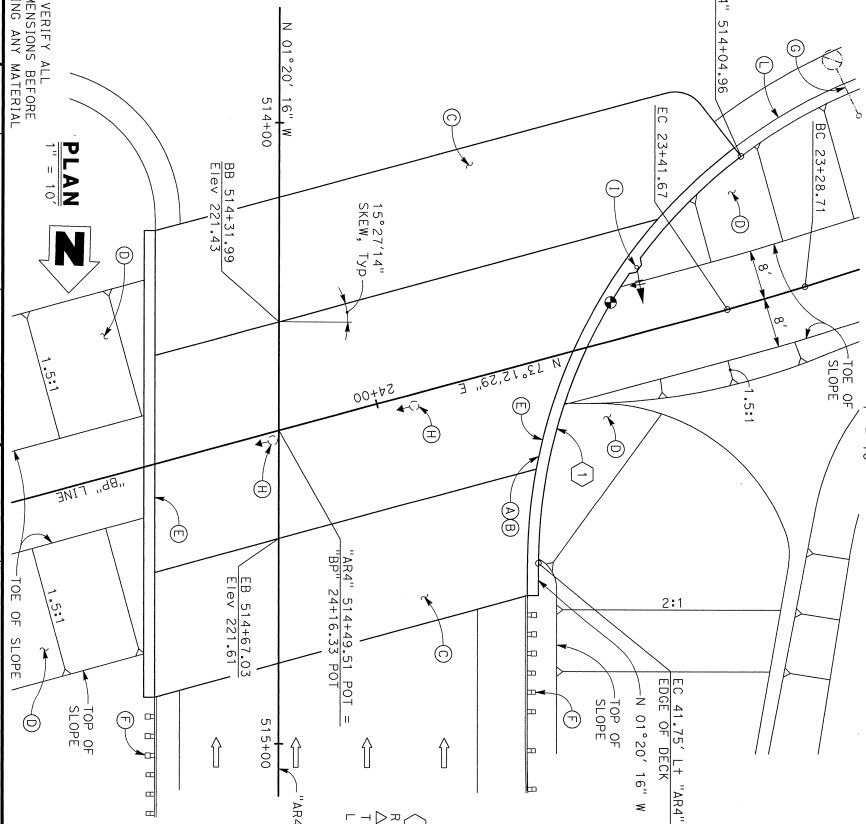 VERIFY ALL
MENSIONS BEFORE
ING ANY MATERIAL
PLAN
1" = 10'
N
N 01°20' 16" W
514+00
BB 514+31.99
Elev 221.43
15°27'14"
SKEW, Typ
C
4" 514+04.96
EC 23+41.67
BC 23+28.71
G
L
I
D
8'
8'
TOE OF
SLOPE
1.5:1
N 73°12'29" E
24+00
H
H
E
A
B
1
D
D
1.5:1
"BP" LINE
E
TOE OF SLOPE
1.5:1
D
TOP OF
SLOPE
F
EB 514+67.03
Elev 221.61
"AR4" 514+49.51 POT =
"BP" 24+16.33 POT
C
515+00
"AR4
2:1
EC 41.75' Lt "AR4"
EDGE OF DECK
N 01°20' 16" W
TOP OF
SLOPE
F
R
T
L